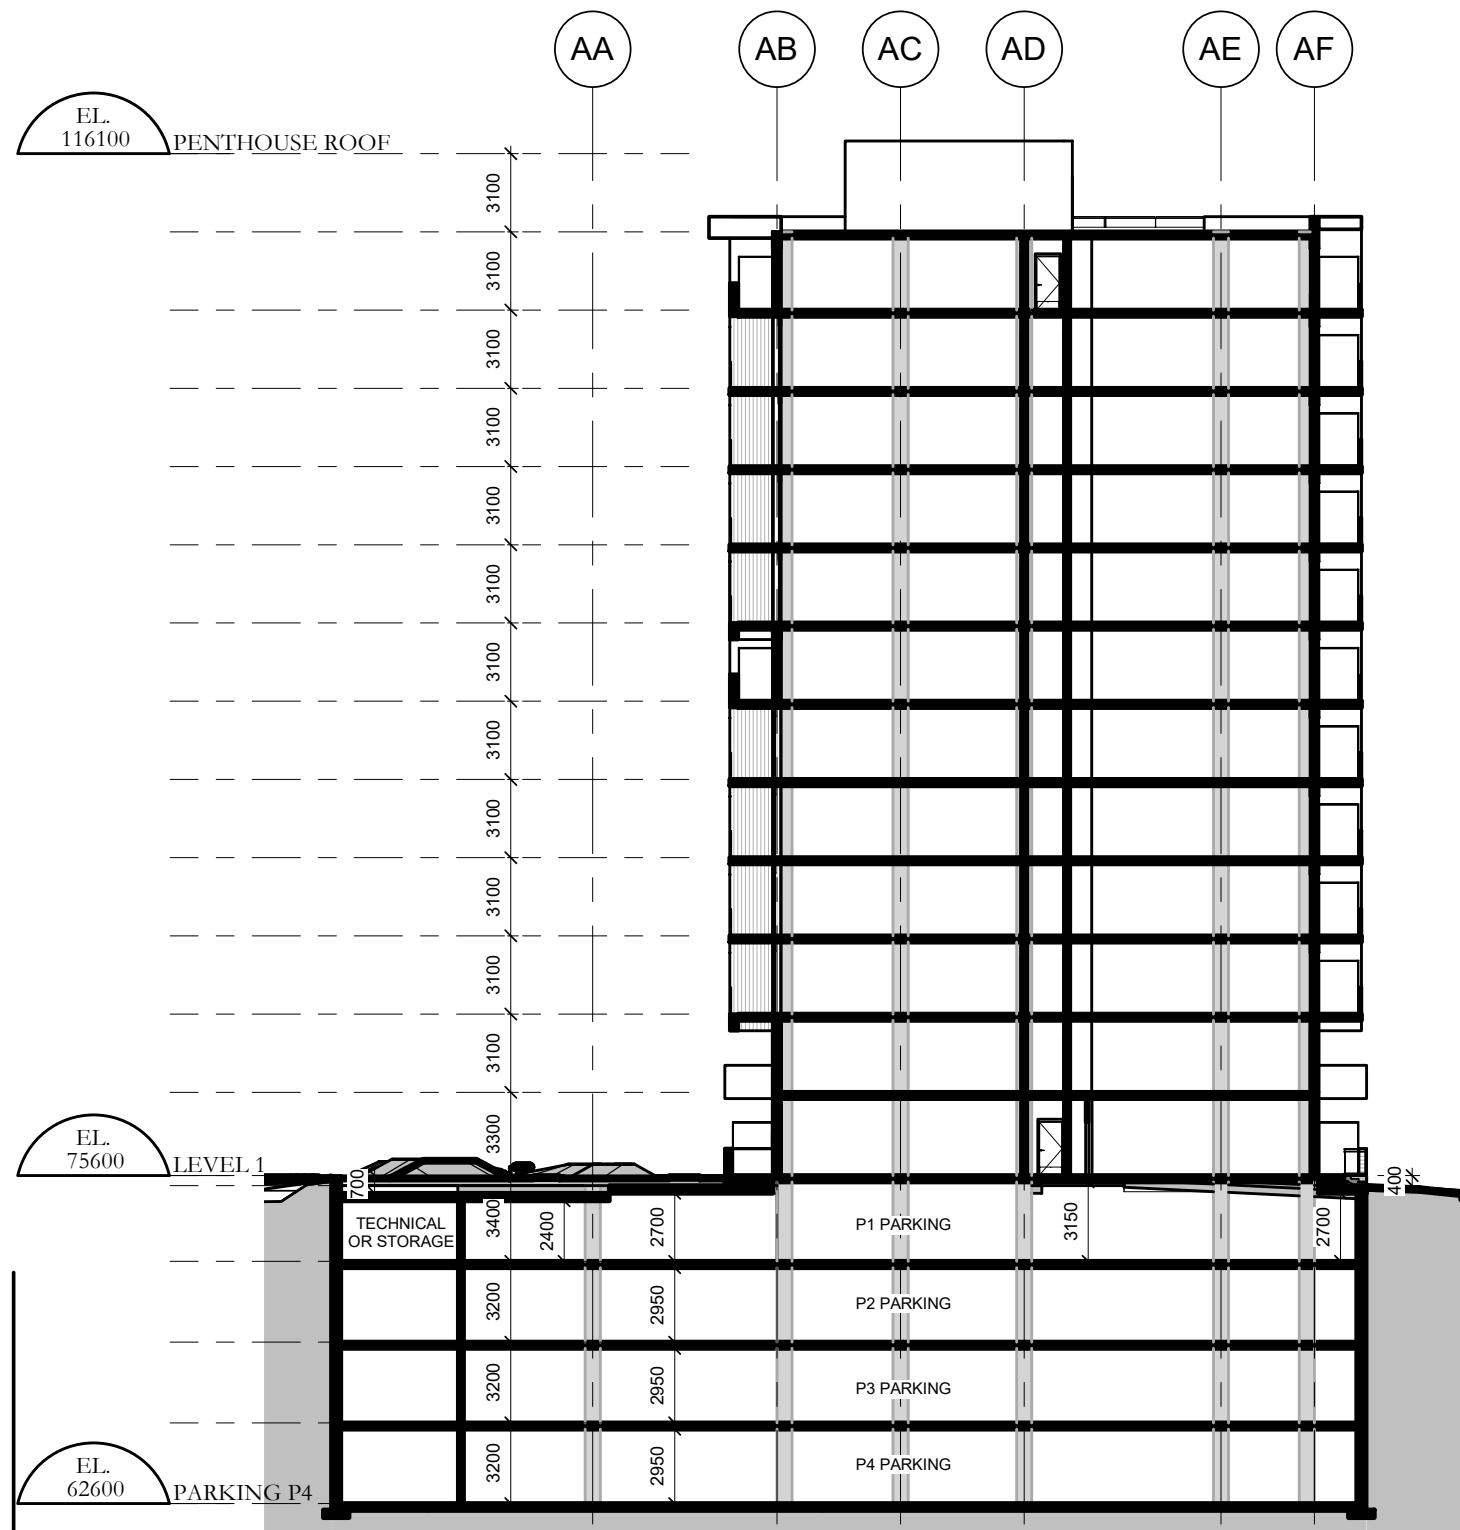 AA
AB
AC
AD
AE
AF
EL.
116100
PENTHOUSE ROOF
3100
3100
3100
3100
3100
3100
3100
3100
3100
3100
3100
3100
3300
EL.
75600
LEVEL 1
700
400
3400
2400
2700
3150
2700
TECHNICAL
OR STORAGE
P1 PARKING
3200
2950
P2 PARKING
3200
2950
P3 PARKING
3200
2950
P4 PARKING
EL.
62600
PARKING P4